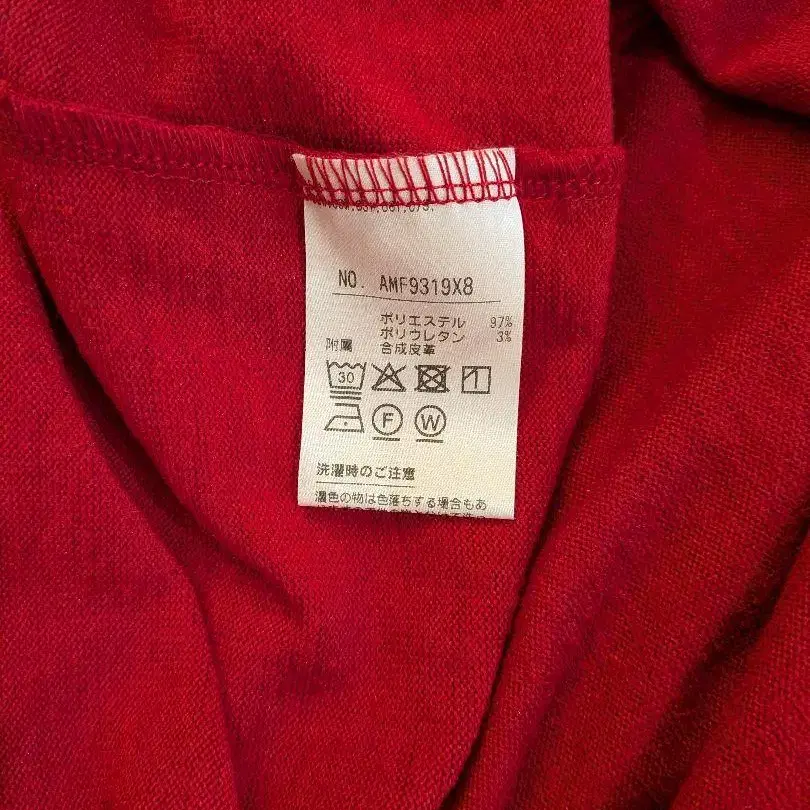 NO. AMF9319X8
ポリエステル 97%
ポリウレタン 3%
附属 合成皮革
30
1
F W
洗濯時のご注意
濃色の物は色落ちする場合もあ